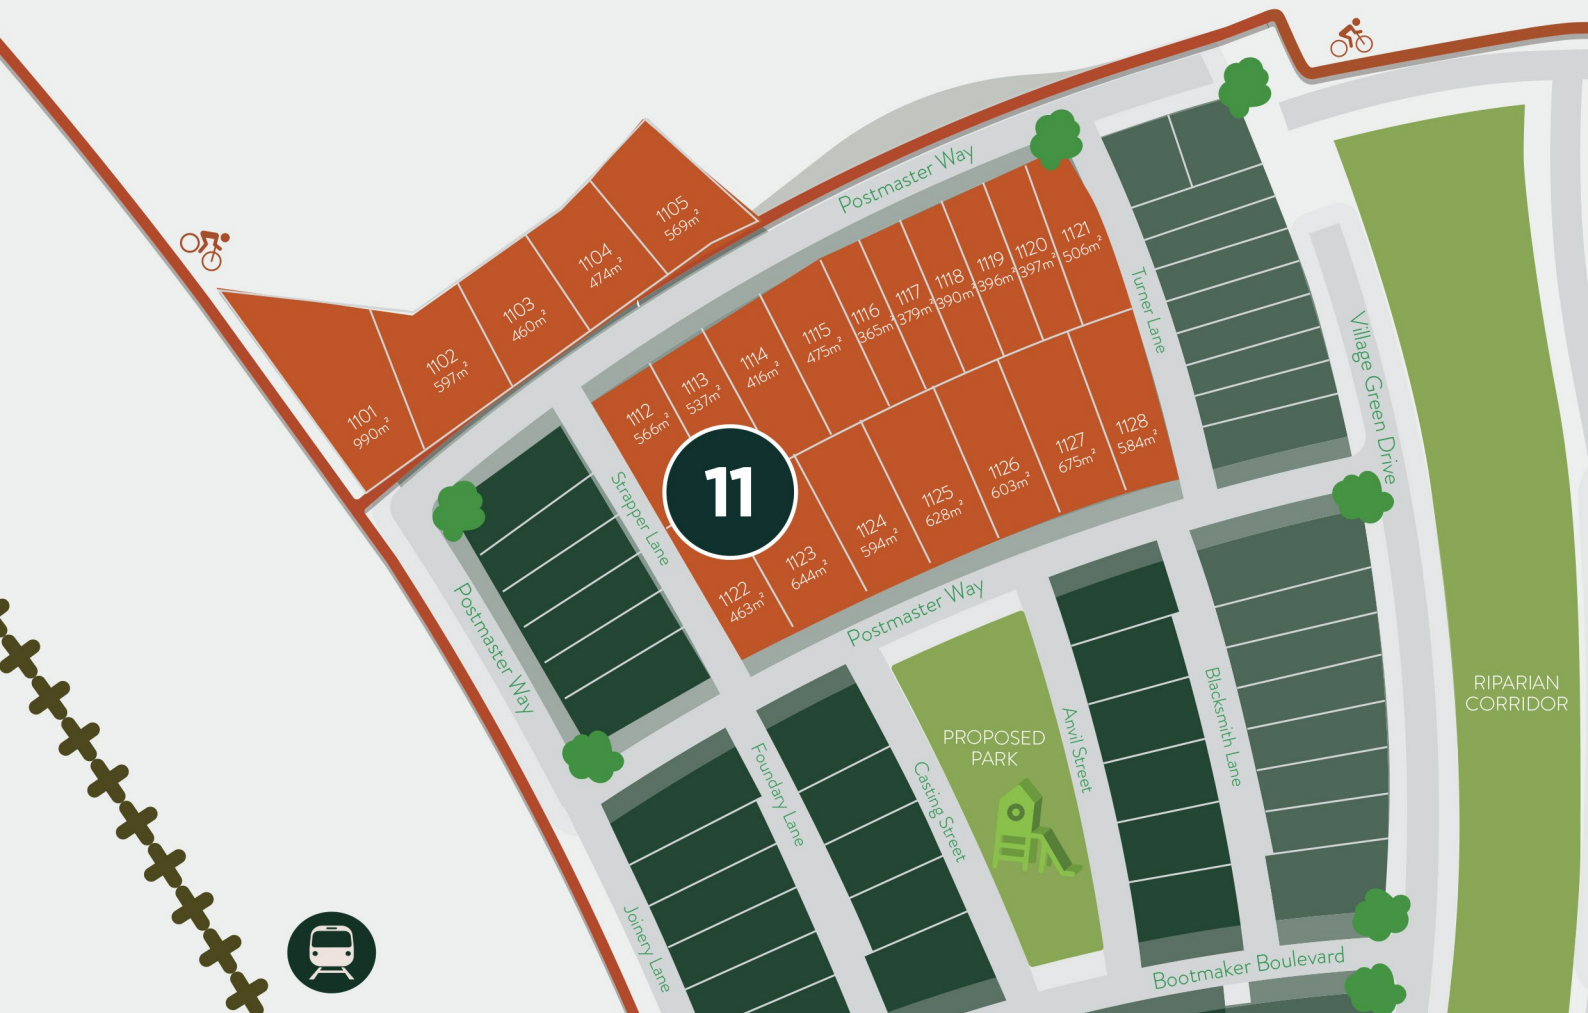 1101
990m²
1102
597m²
1103
460m²
1104
474m²
1105
569m²
Postmaster Way
1112
566m²
1113
537m²
1114
416m²
1115
475m²
1116
365m²
1117
379m²
1118
390m²
1119
396m²
1120
397m²
1121
506m²
11
1122
463m²
1123
644m²
1124
594m²
1125
628m²
1126
603m²
1127
675m²
1128
584m²
Turner Lane
Village Green Drive
Strapper Lane
Postmaster Way
Postmaster Way
RIPARIAN
CORRIDOR
PROPOSED
PARK
Foundary Lane
Casting Street
Anvil Street
Blacksmith Lane
Joinery Lane
Bootmaker Boulevard